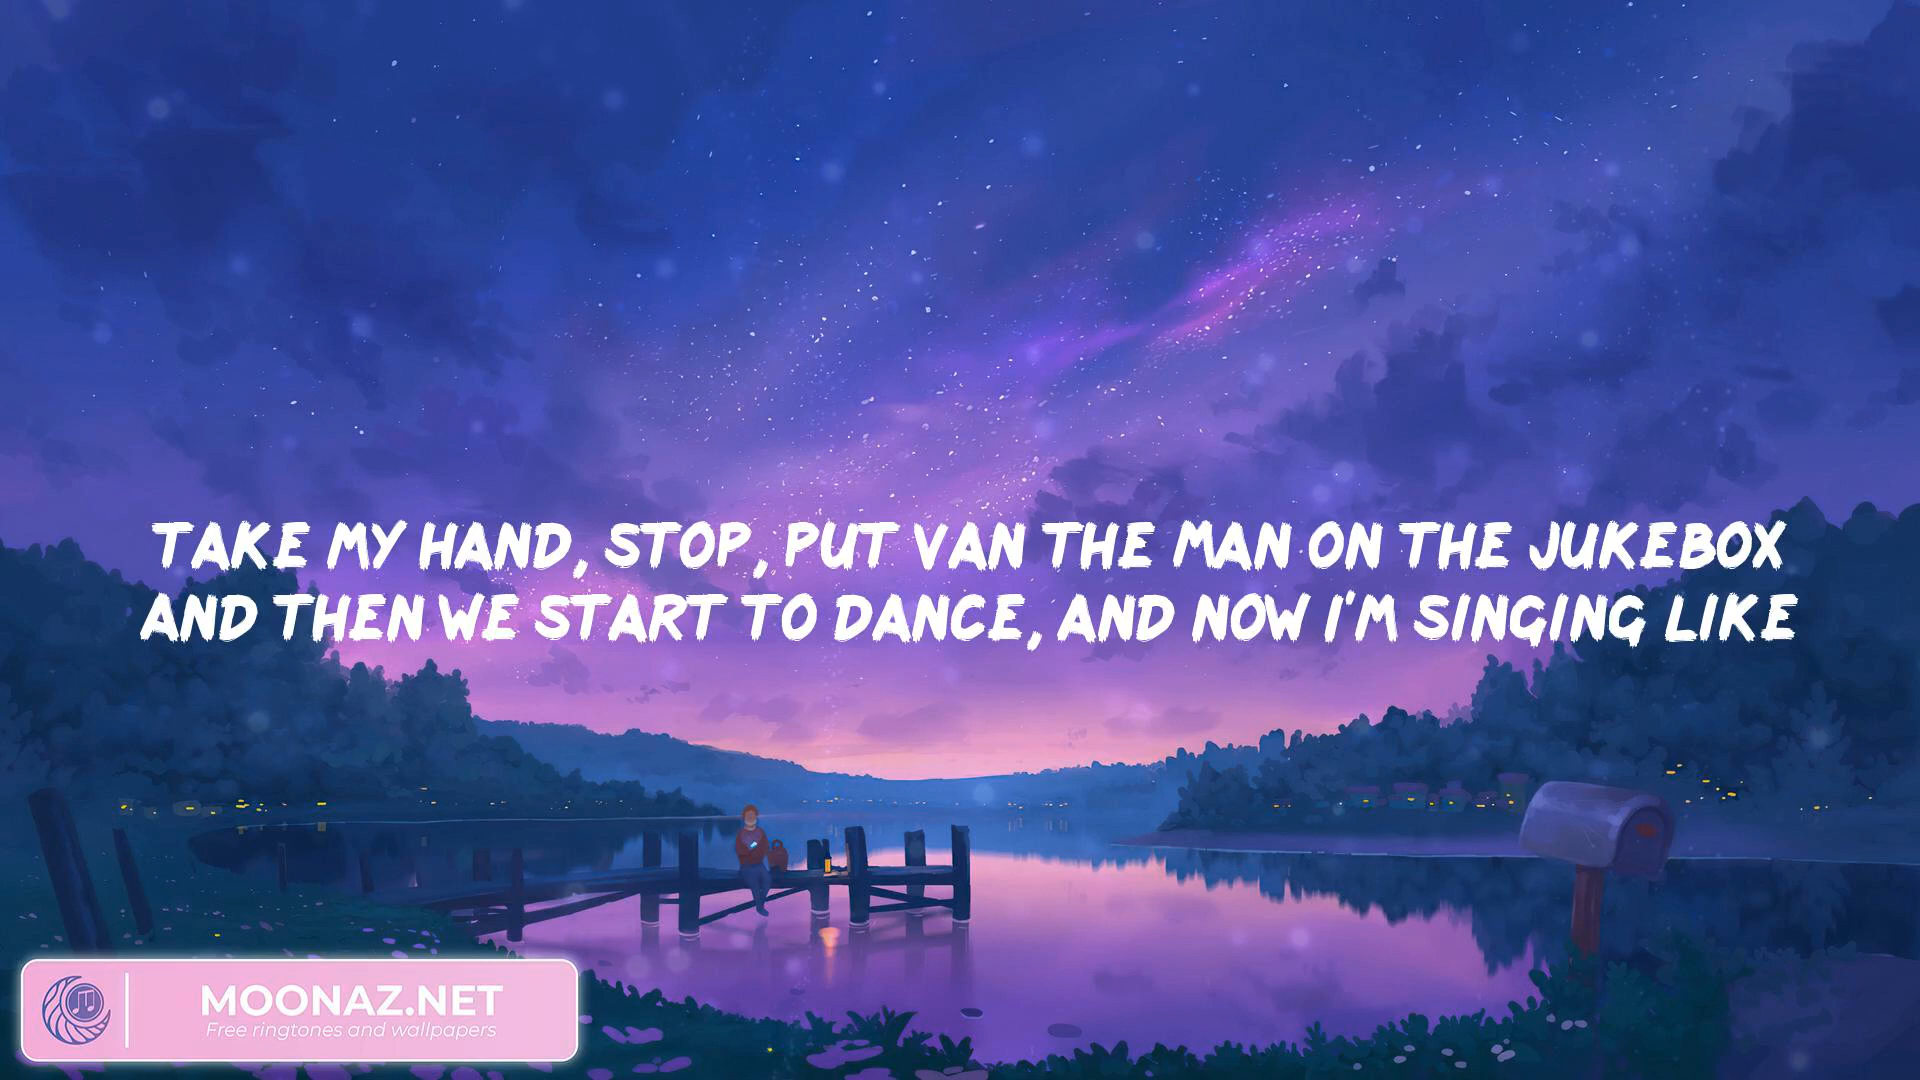 TAKE MY HAND, STOP, PUT VAN THE MAN ON THE JUKEBOX
AND THEN WE START TO DANCE, AND NOW I'M SINGING LIKE
MOONAZ.NET
Free ringtones and wallpapers